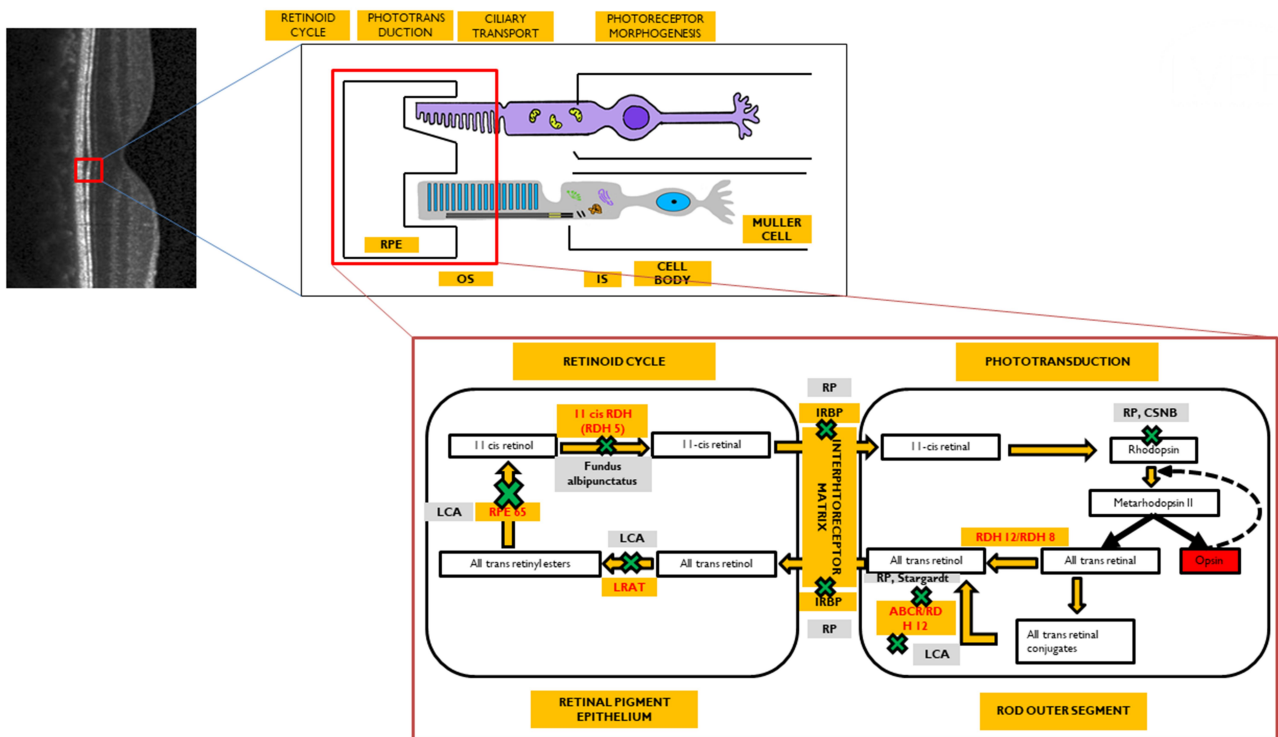 RETINOID
CYCLE
PHOTOTRANS
DUCTION
CILIARY
TRANSPORT
PHOTORECEPTOR
MORPHOGENESIS
MULLER
CELL
RPE
OS
IS
CELL
BODY
RETINOID CYCLE
PHOTOTRANSDUCTION
RP
IRBP
11 cis RDH
(RDH 5)
RP, CSNB
11 cis retinol
11-cis retinal
11-cis retinal
Rhodopsin
Fundus
albipunctatus
INTERPHTORECEPTOR
MATRIX
Metarhodopsin II
LCA
RPE 65
LCA
RDH 12/RDH 8
All trans retinyl esters
All trans retinol
All trans retinol
All trans retinal
Opsin
LRAT
RP, Stargardt
IRBP
ABCR/RD
H 12
RP
LCA
All trans retinal
conjugates
RETINAL PIGMENT
EPITHELIUM
ROD OUTER SEGMENT